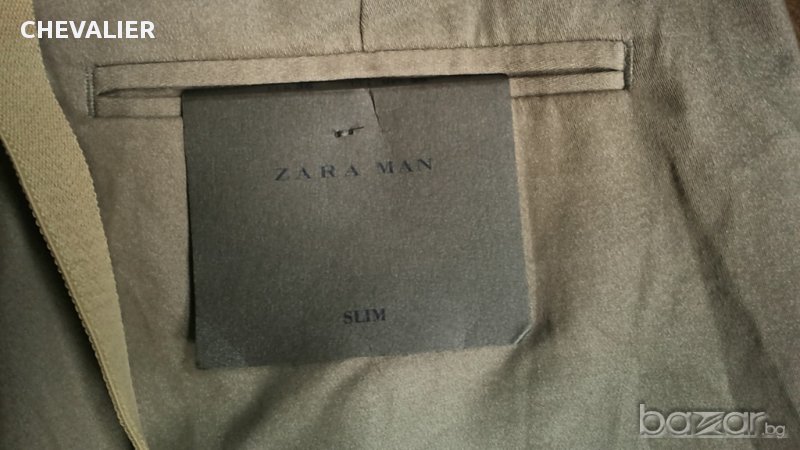 CHEVALIER
ZARA MAN
SLIM
bazar.bg